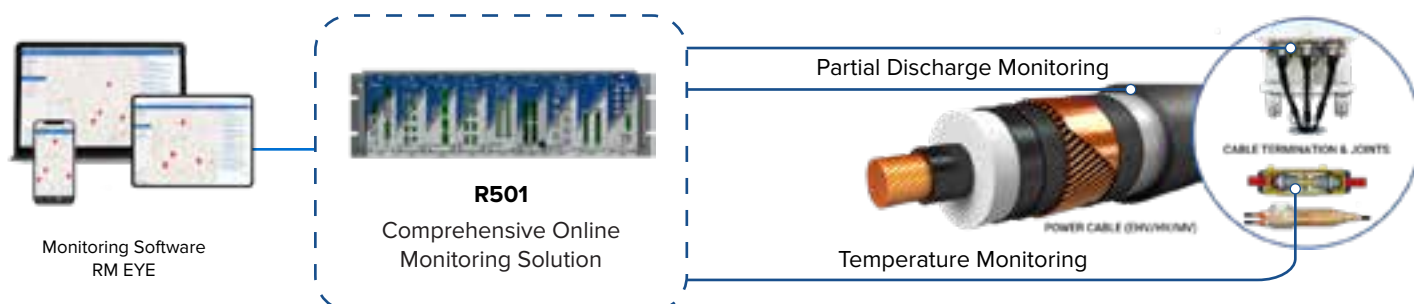 Partial Discharge Monitoring
CABLE TERMINATION & JOINTS
R501
Comprehensive Online
Monitoring Solution
POWER CABLE (EHV/HV/MV)
Monitoring Software
RM EYE
Temperature Monitoring